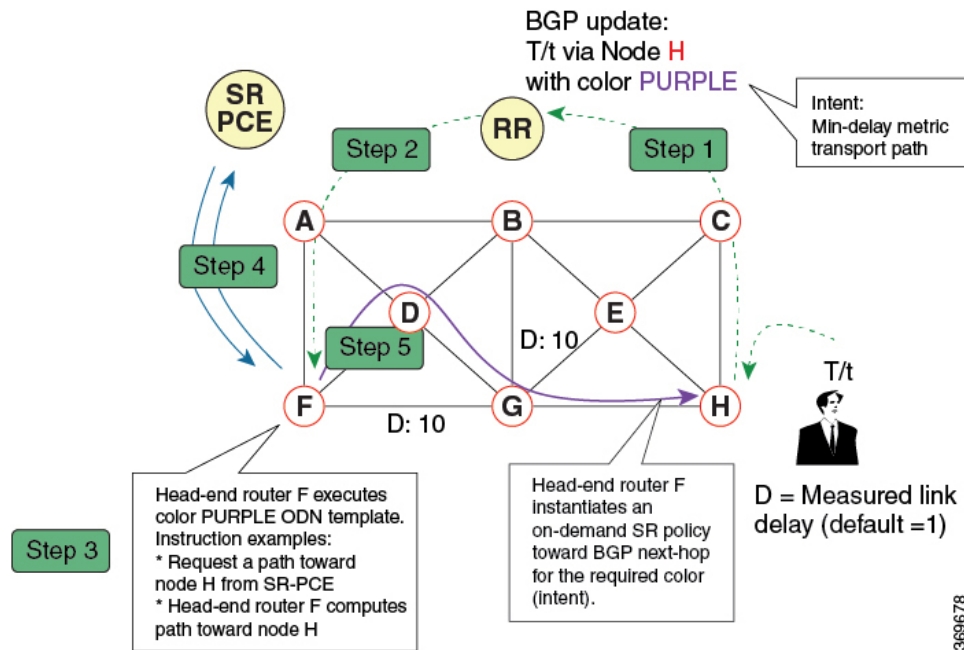 BGP update:
T/t via Node H
with color PURPLE
Intent:
Min-delay metric
transport path
SR
PCE
RR
Step 2
Step 1
A
B
C
Step 4
D
E
Step 5
D: 10
T/t
F
G
H
D: 10
Head-end router F executes
color PURPLE ODN template.
Instruction examples:
* Request a path toward
node H from SR-PCE
* Head-end router F computes
path toward node H
Step 3
Head-end router F
instantiates an
on-demand SR policy
toward BGP next-hop
for the required color
(intent).
D = Measured link
delay (default =1)
369678